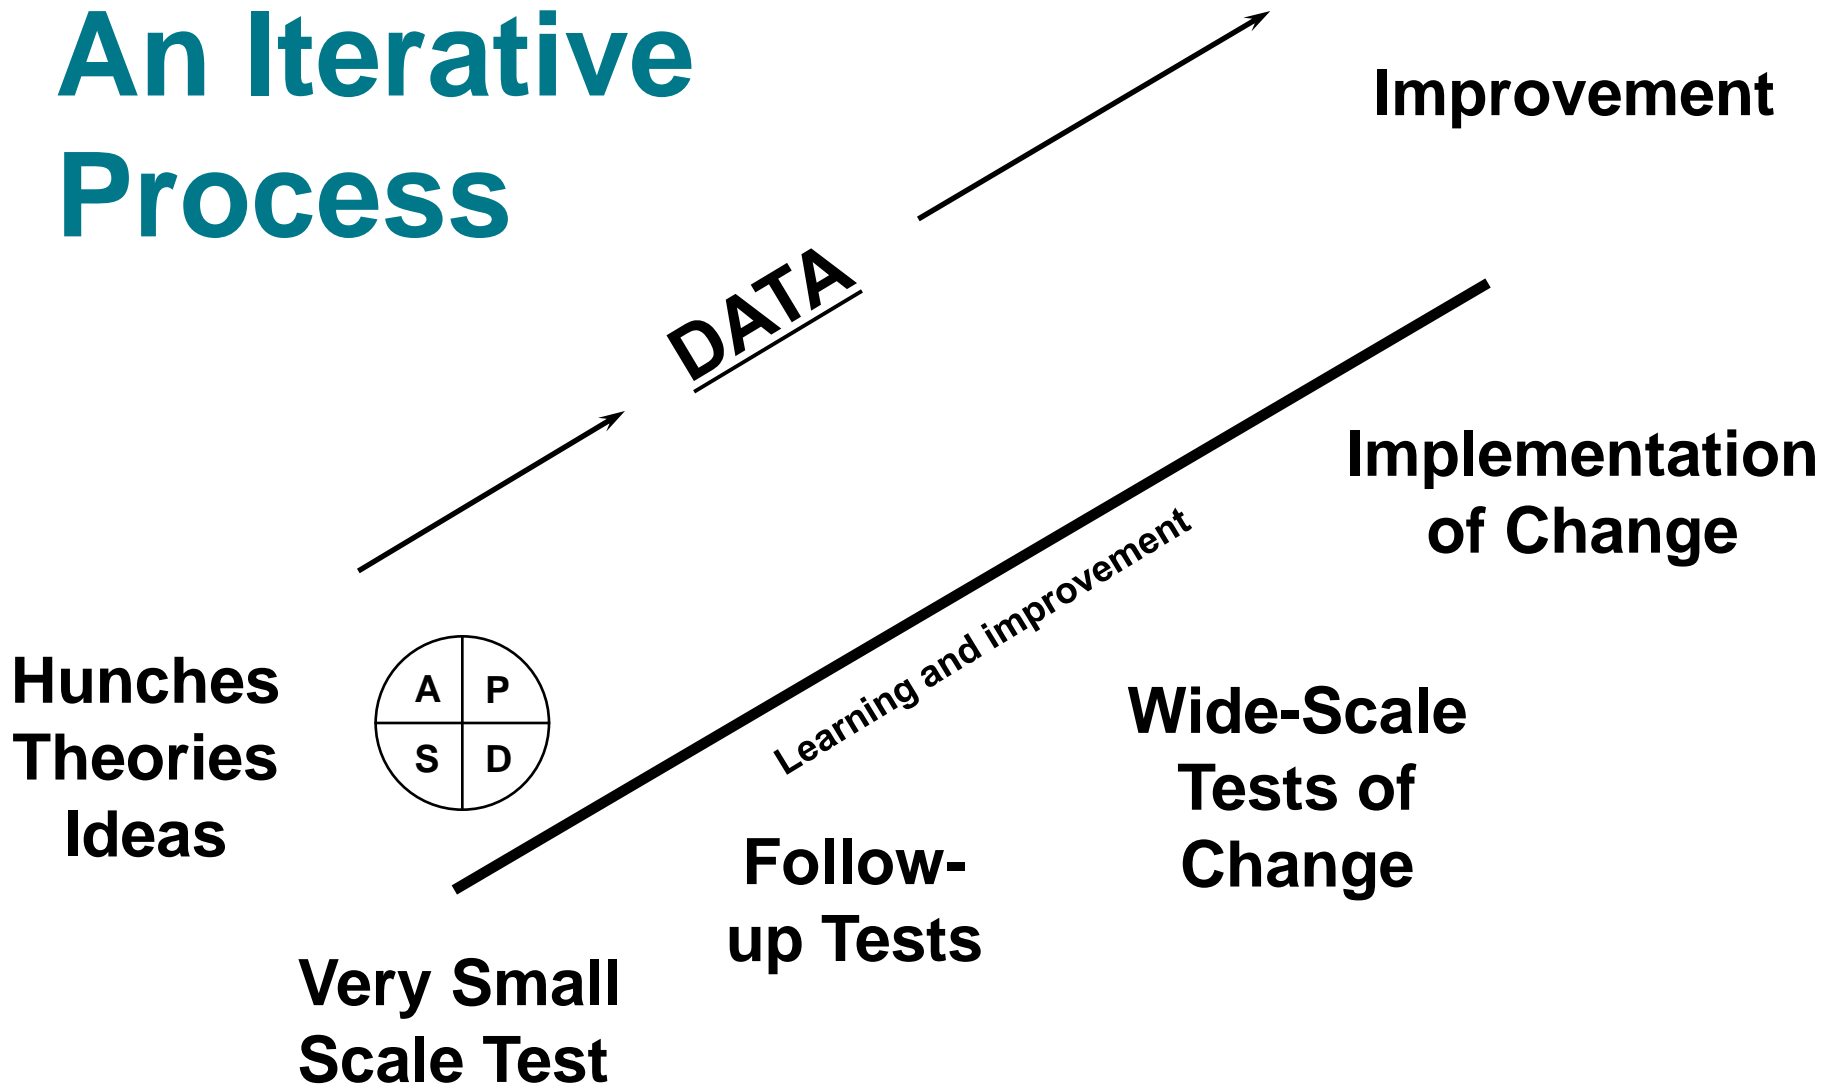 An Iterative
Process
Improvement
DATA
Implementation
of Change
Learning and improvement
Hunches
Theories
Ideas
A P
S D
Wide-Scale
Tests of
Change
Follow-
up Tests
Very Small
Scale Test